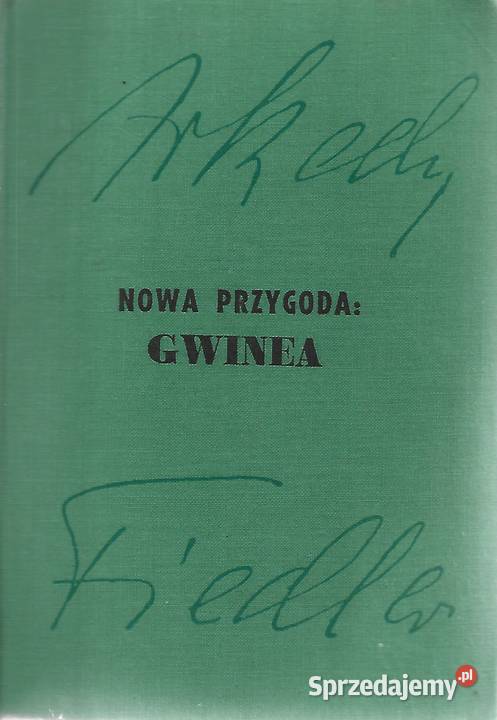 Arkady
NOWA PRZYGODA:
GWINEA
Fiedler
Sprzedajemy.pl